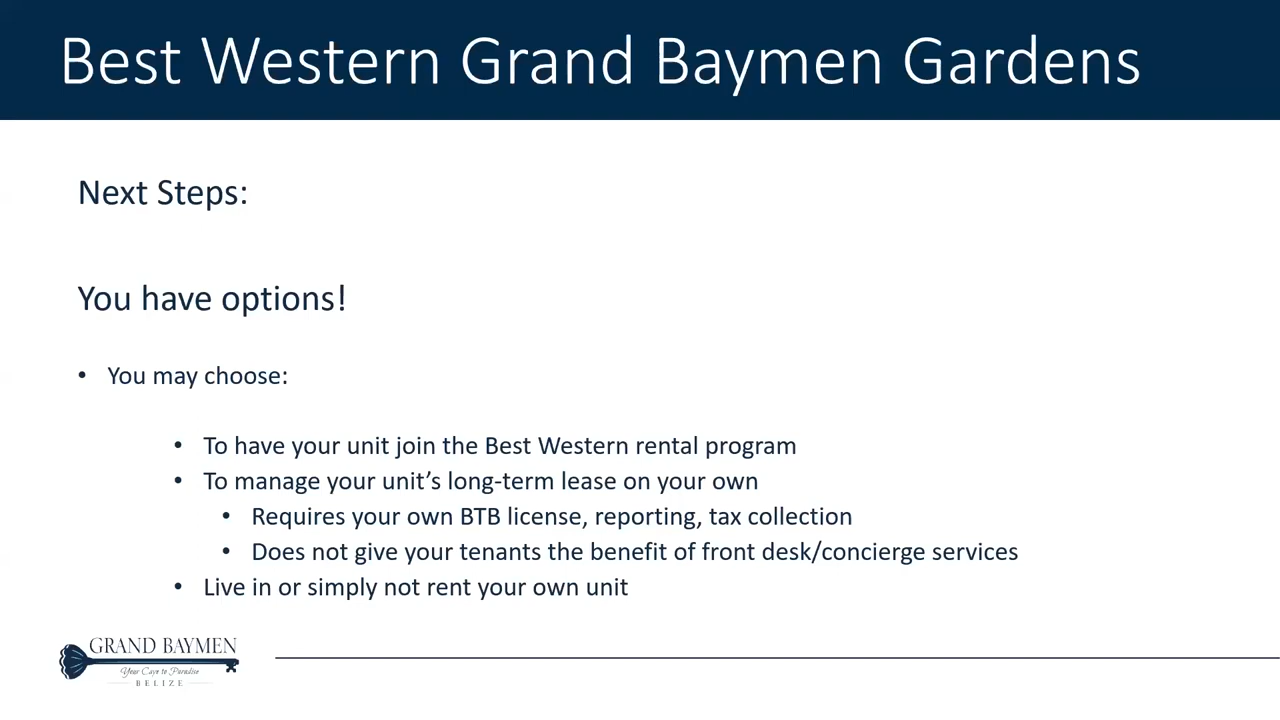 Best Western Grand Baymen Gardens
Next Steps:
You have options!
• You may choose:
• To have your unit join the Best Western rental program
• To manage your unit’s long-term lease on your own
• Requires your own BTB license, reporting, tax collection
• Does not give your tenants the benefit of front desk/concierge services
• Live in or simply not rent your own unit
GRAND BAYMEN
Your Caye to Paradise
BELIZE